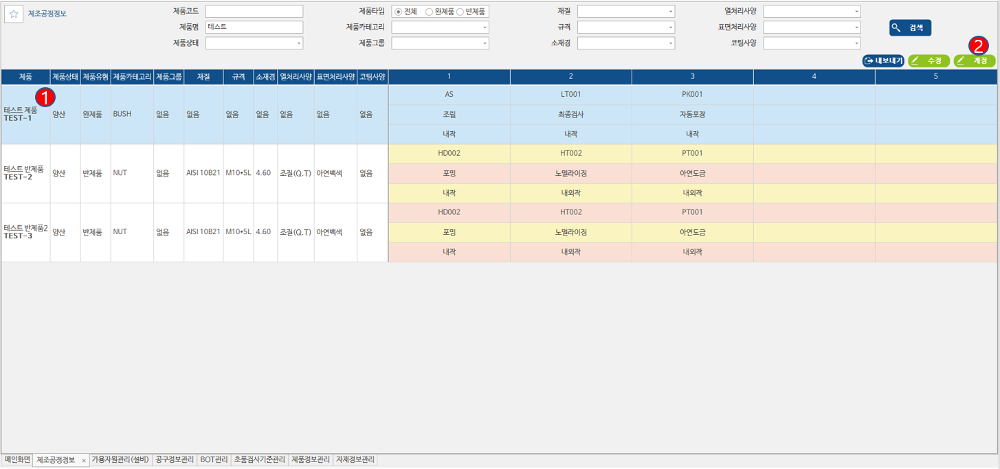 제조공정정보
제품코드 제품타입 전체 완제품 반제품 재질 열처리사양
제품명 테스트 제품카테고리 규격 표면처리사양 검색
제품상태 제품그룹 소재경 코팅사양
2
내보내기 수정 개정
제품 제품상태 제품유형 제품카테고리 제품그룹 재질 규격 소재경 열처리사양 표면처리사양 코팅사양 1 2 3 4 5
1
AS LT001 PK001
테스트 제품
TEST-1
양산 완제품 BUSH 없음 없음 없음 없음 없음 없음 없음 조립 최종검사 자동포장
내작 내작 내작
HD002 HT002 PT001
테스트 반제품
TEST-2
양산 반제품 NUT 없음 AISI 10B21 M10*5L 4.60 조질(Q.T) 아연백색 없음 포밍 노멀라이징 아연도금
내작 내외작 내외작
HD002 HT002 PT001
테스트 반제품2
TEST-3
양산 반제품 NUT 없음 AISI 10B21 M10*5L 4.60 조질(Q.T) 아연백색 없음 포밍 노멀라이징 아연도금
내작 내외작 내외작
메인화면 제조공정정보 × 가용자원관리(설비) 공구정보관리 BOT관리 초품검사기준관리 제품정보관리 자재정보관리